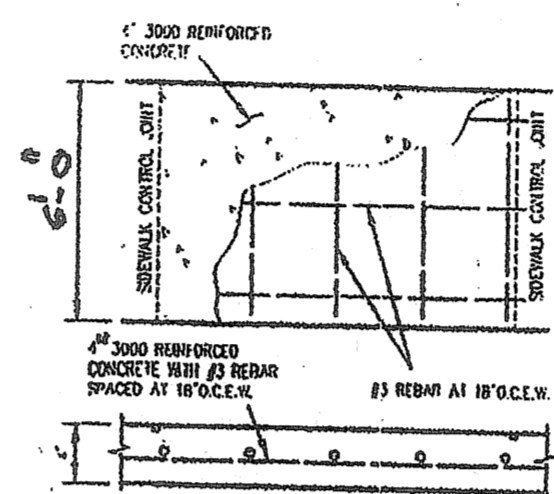 4" 3000 REINFORCED
CONCRETE
SIDEWALK CONTROL JOINT
6'-0"
SIDEWALK CONTROL JOINT
4" 3000 REINFORCED
CONCRETE WITH #3 REBAR
SPACED AT 18"O.C.E.W.
#3 REBAR AT 18"O.C.E.W.